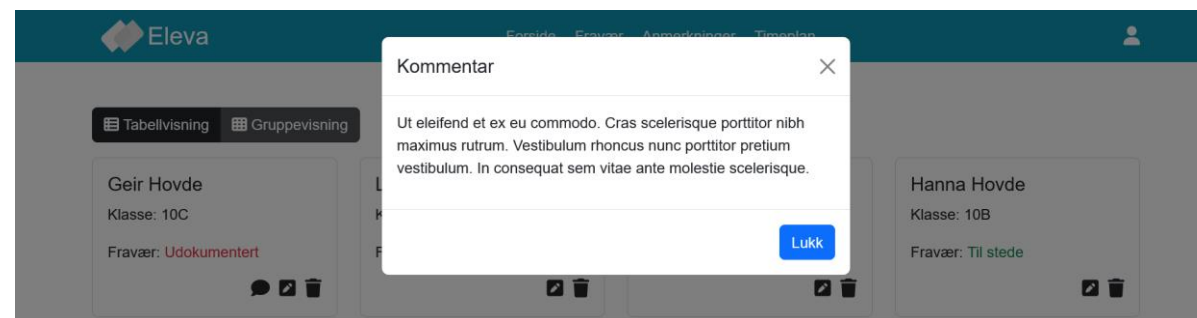 Eleva
Forside Fravær Anmerkninger Timeplan
Kommentar
Ut eleifend et ex eu commodo. Cras scelerisque porttitor nibh
maximus rutrum. Vestibulum rhoncus nunc porttitor pretium
vestibulum. In consequat sem vitae ante molestie scelerisque.
Lukk
Tabellvisning Gruppevisning
Geir Hovde
Klasse: 10C
Fravær: Udokumentert
Hanna Hovde
Klasse: 10B
Fravær: Til stede